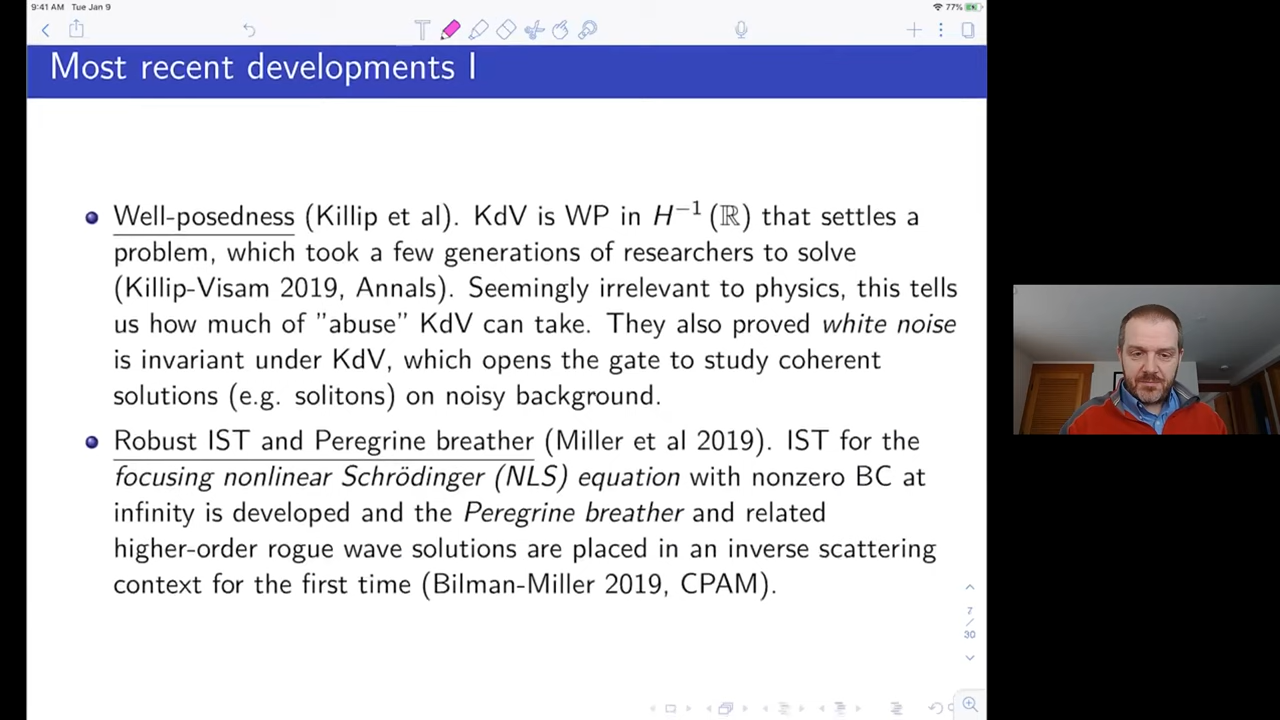 9:41 AM Tue Jan 9
77%
Most recent developments I
Well-posedness (Killip et al). KdV is WP in H⁻¹(ℝ) that settles a
problem, which took a few generations of researchers to solve
(Killip-Visam 2019, Annals). Seemingly irrelevant to physics, this tells
us how much of "abuse" KdV can take. They also proved white noise
is invariant under KdV, which opens the gate to study coherent
solutions (e.g. solitons) on noisy background.
Robust IST and Peregrine breather (Miller et al 2019). IST for the
focusing nonlinear Schrödinger (NLS) equation with nonzero BC at
infinity is developed and the Peregrine breather and related
higher-order rogue wave solutions are placed in an inverse scattering
context for the first time (Bilman-Miller 2019, CPAM).
7
/
30